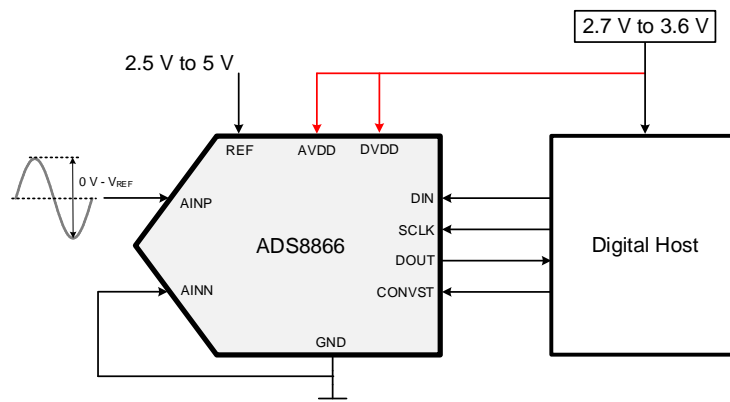 2.7 V to 3.6 V
2.5 V to 5 V
REF
AVDD
DVDD
0 V - VREF
AINP
DIN
SCLK
ADS8866
DOUT
Digital Host
AINN
CONVST
GND